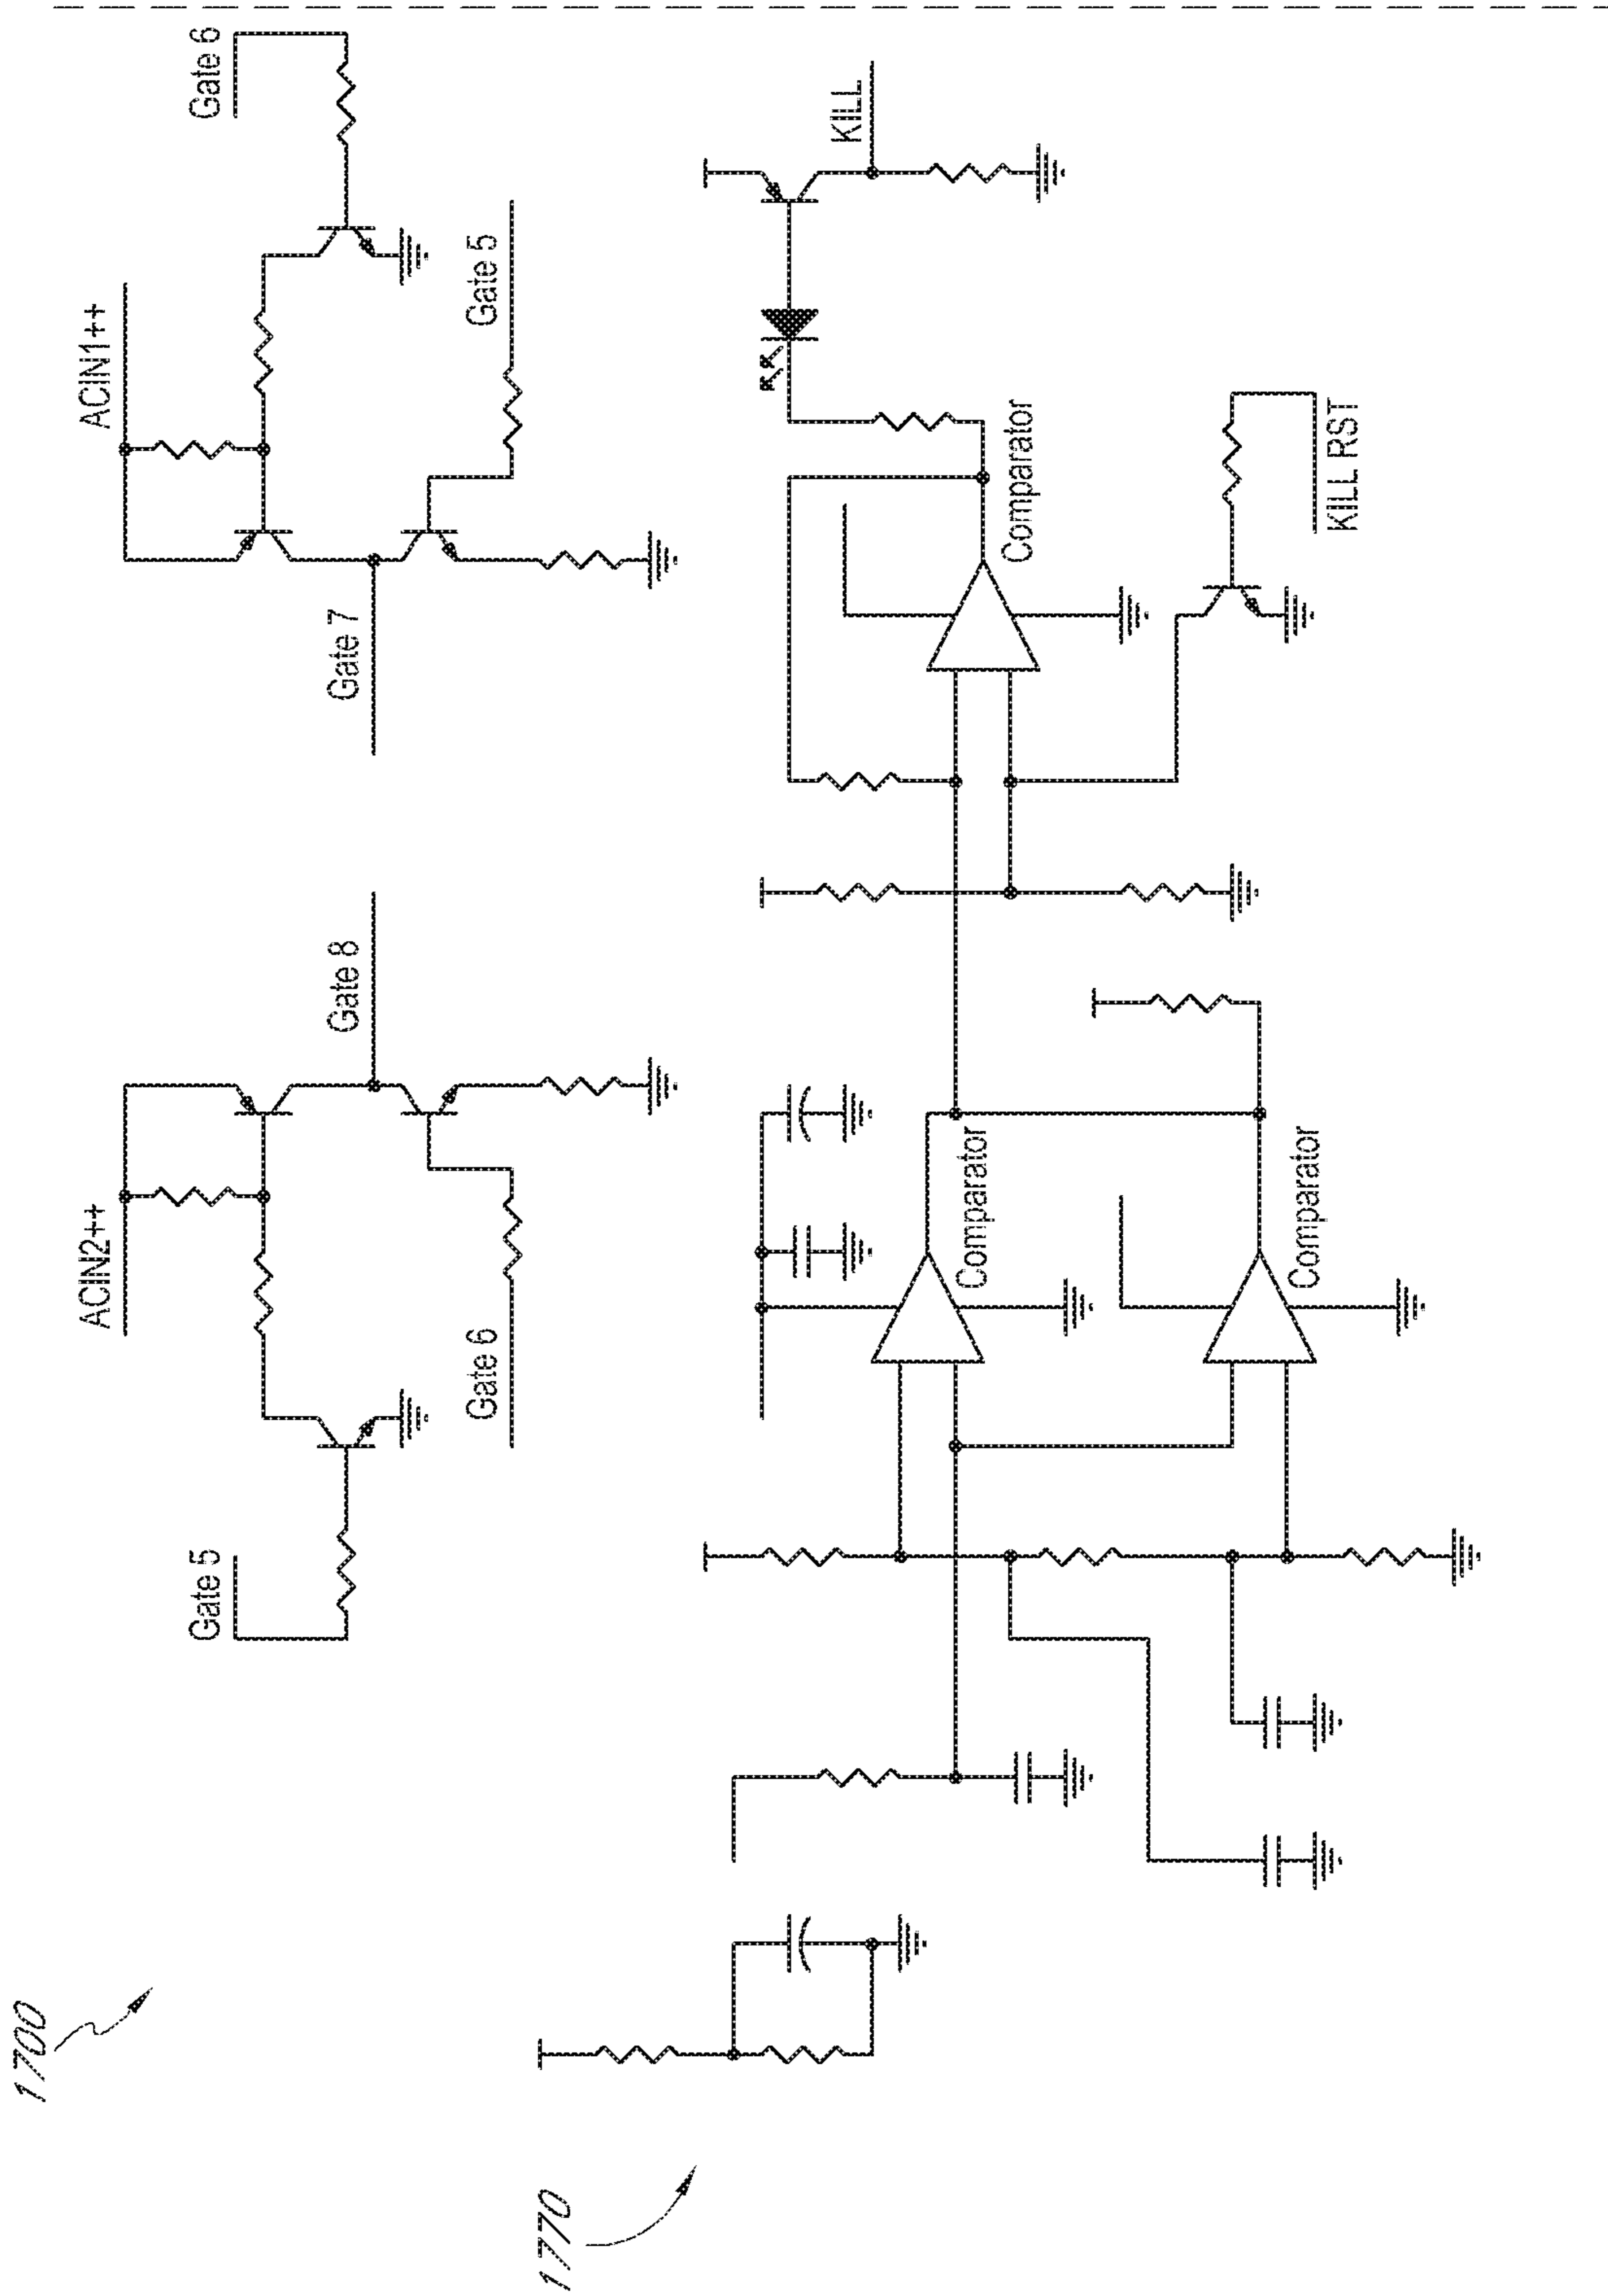 1700
Gate 5
ACIN2++
Gate 6
Gate 8
Gate 7
ACIN1++
Gate 5
Gate 6
1770
Comparator
Comparator
Comparator
KILL RST
KILL